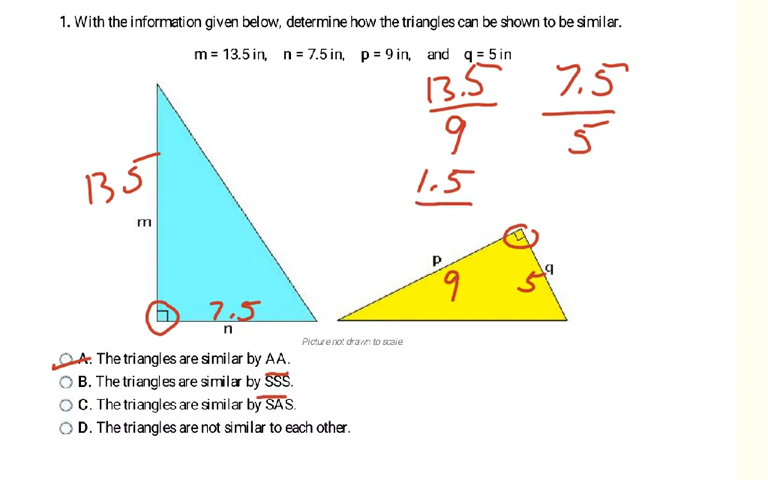 1. With the information given below, determine how the triangles can be shown to be similar.
m = 13.5 in, n = 7.5 in, p = 9 in, and q = 5 in
13.5
9
7.5
5
1.5
13.5
m
7.5
n
p
9
q
5
Picture not drawn to scale
A. The triangles are similar by AA.
B. The triangles are similar by SSS.
C. The triangles are similar by SAS.
D. The triangles are not similar to each other.